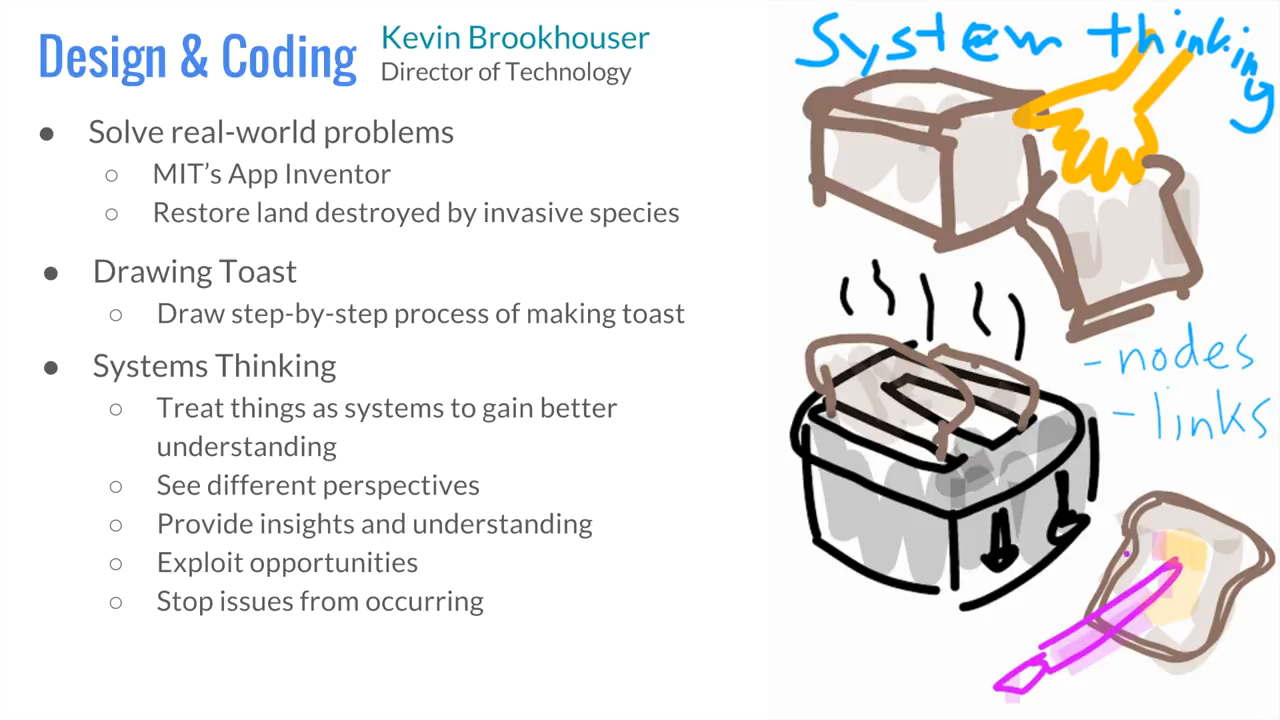 Design & Coding
Kevin Brookhouser
Director of Technology
● Solve real-world problems
○ MIT’s App Inventor
○ Restore land destroyed by invasive species
● Drawing Toast
○ Draw step-by-step process of making toast
● Systems Thinking
○ Treat things as systems to gain better
understanding
○ See different perspectives
○ Provide insights and understanding
○ Exploit opportunities
○ Stop issues from occurring
System thinking
- nodes
- links